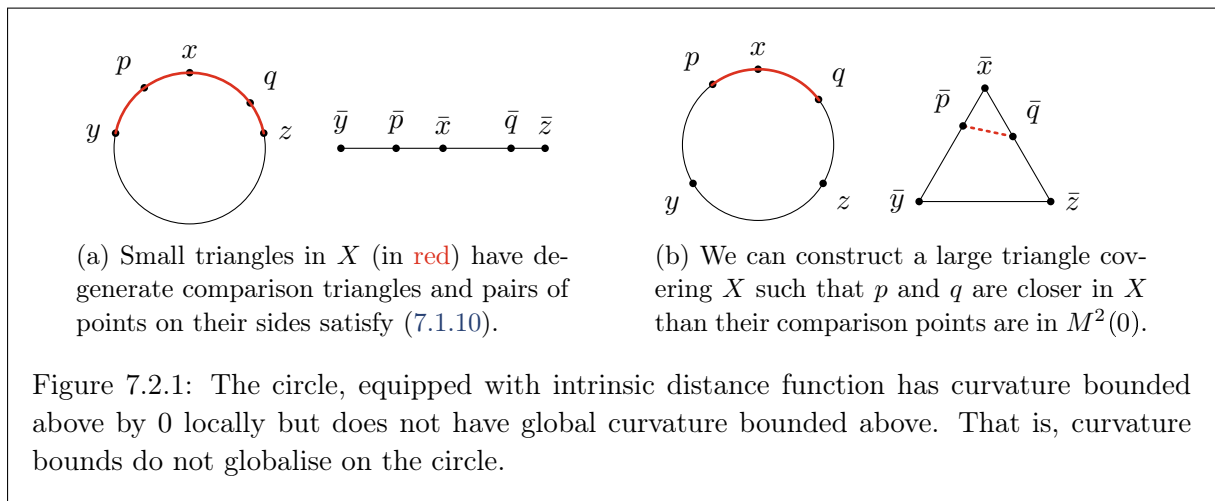 x
p
q
y
z
ȳ
p̄
x̄
q̄
z̄
(a) Small triangles in X (in red) have de-
generate comparison triangles and pairs of
points on their sides satisfy (7.1.10).
x
p
q
y
z
x̄
p̄
q̄
ȳ
z̄
(b) We can construct a large triangle cov-
ering X such that p and q are closer in X
than their comparison points are in M²(0).
Figure 7.2.1: The circle, equipped with intrinsic distance function has curvature bounded
above by 0 locally but does not have global curvature bounded above. That is, curvature
bounds do not globalise on the circle.